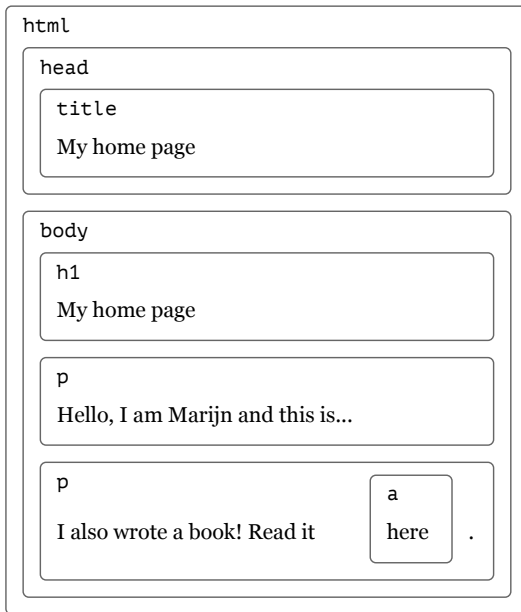 html
head
title
My home page
body
h1
My home page
p
Hello, I am Marijn and this is...
p
a
I also wrote a book! Read it here .